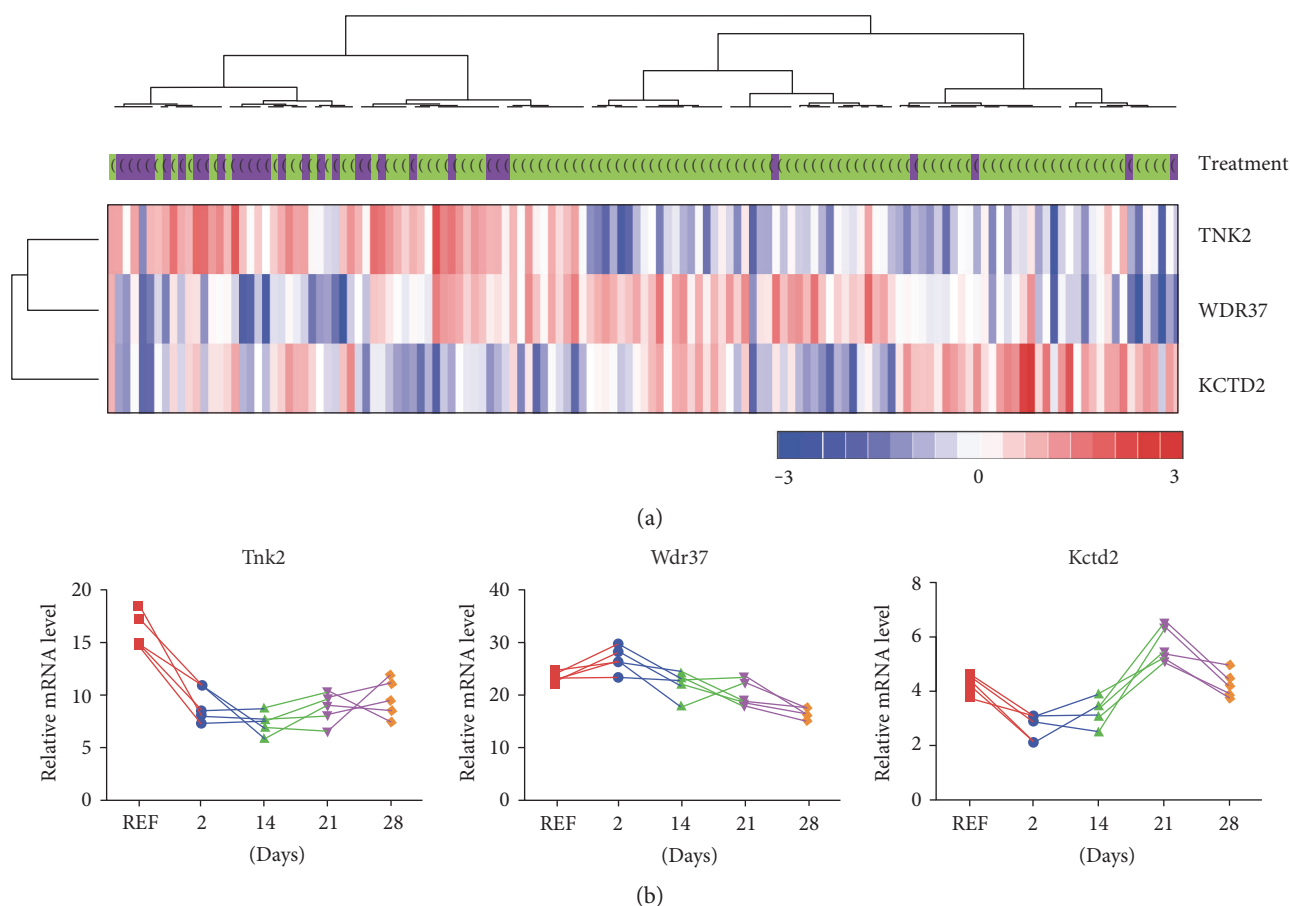 Treatment
TNK2
WDR37
KCTD2
−3 0 3
(a)
Tnk2
Relative mRNA level
20
15
10
5
0
REF 2 14 21 28
(Days)
Wdr37
Relative mRNA level
40
30
20
10
0
REF 2 14 21 28
(Days)
Kctd2
Relative mRNA level
8
6
4
2
0
REF 2 14 21 28
(Days)
(b)